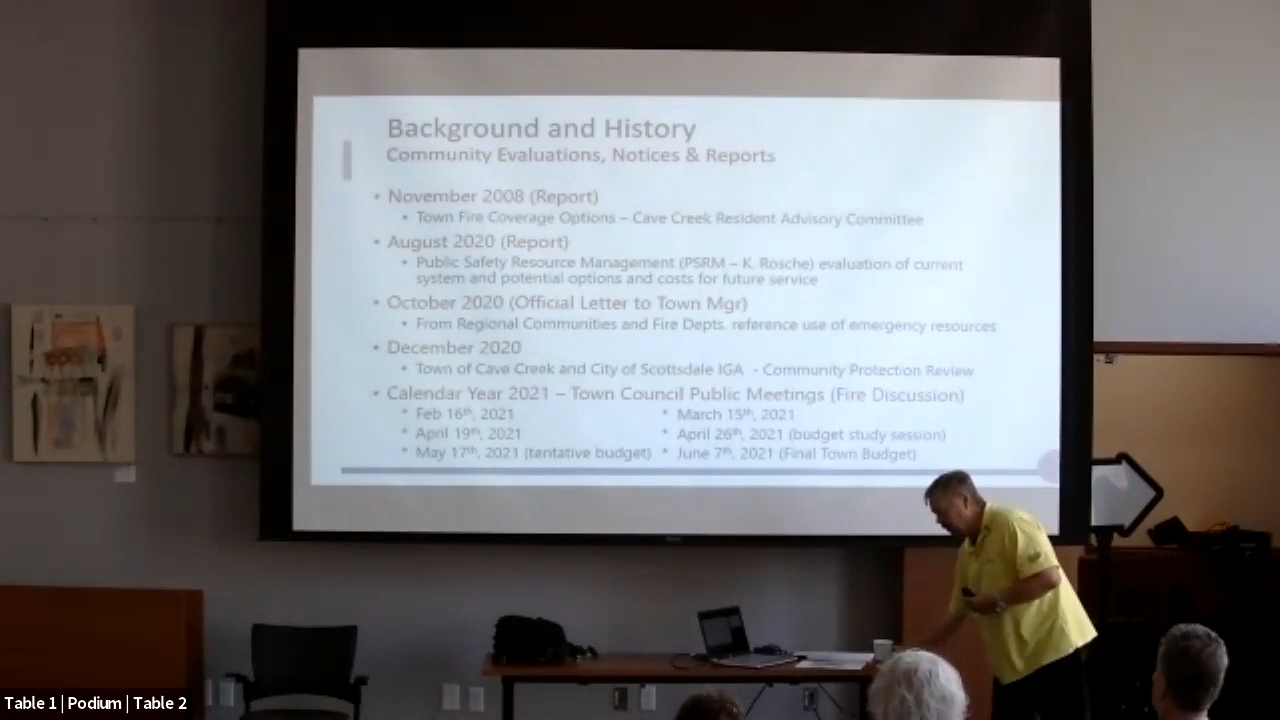 Background and History
Community Evaluations, Notices & Reports
• November 2008 (Report)
• Town Fire Coverage Options – Cave Creek Resident Advisory Committee
• August 2020 (Report)
• Public Safety Resource Management (PSRM – K. Rosche) evaluation of current
system and potential options and costs for future service
• October 2020 (Official Letter to Town Mgr)
• From Regional Communities and Fire Depts. reference use of emergency resources
• December 2020
• Town of Cave Creek and City of Scottsdale IGA - Community Protection Review
• Calendar Year 2021 – Town Council Public Meetings (Fire Discussion)
* Feb 16th, 2021 * March 15th, 2021
* April 19th, 2021 * April 26th, 2021 (budget study session)
* May 17th, 2021 (tentative budget) * June 7th, 2021 (Final Town Budget)
Table 1 | Podium | Table 2